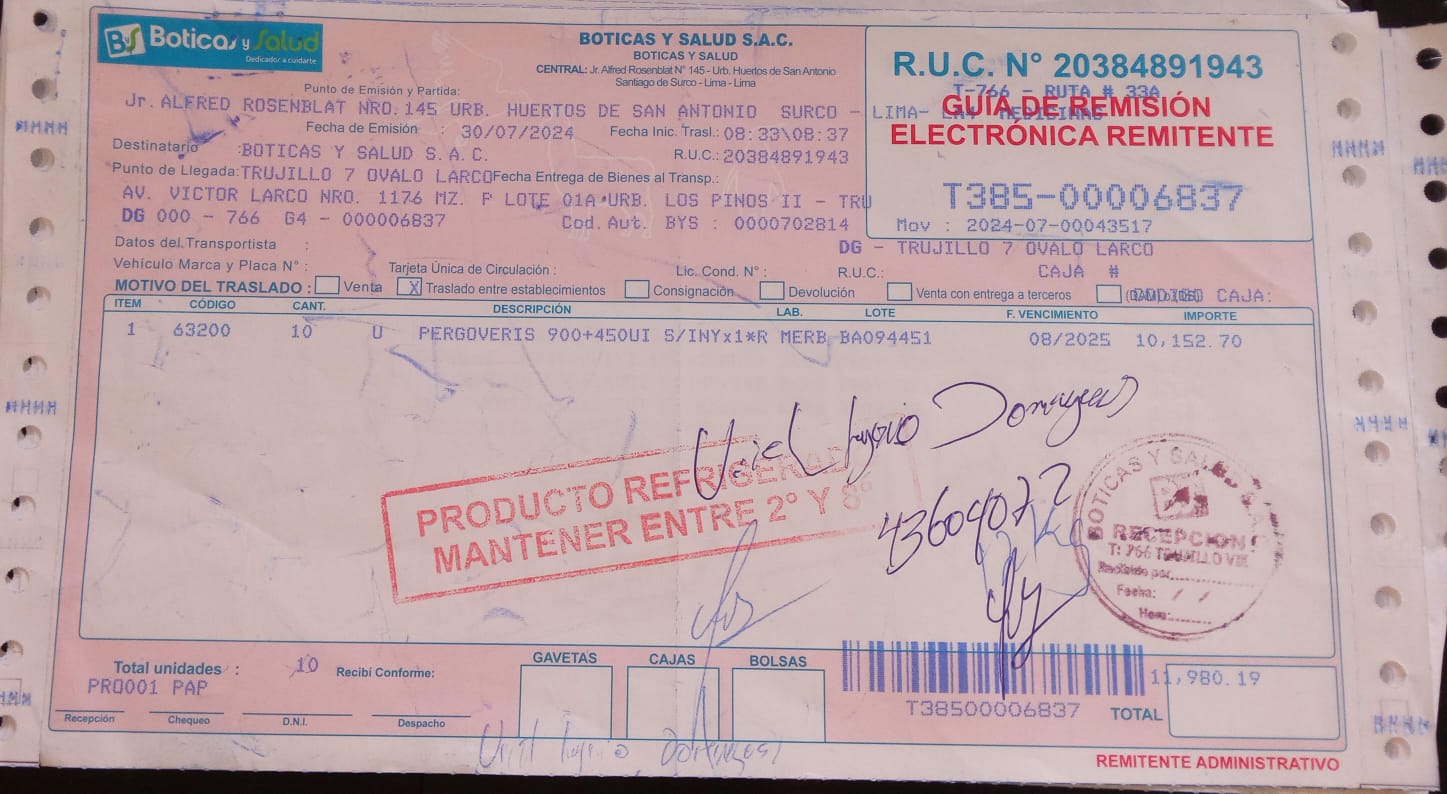 Boticas y Salud
Dedicados a cuidarte
BOTICAS Y SALUD S.A.C.
BOTICAS Y SALUD
CENTRAL: Jr. Alfred Rosenblat N° 145 - Urb. Huertos de San Antonio
Santiago de Surco - Lima - Lima
R.U.C. N° 20384891943
T-766 - RUTA # 33A
GUÍA DE REMISIÓN
ELECTRÓNICA REMITENTE
T385-00006837
Mov : 2024-07-00043517
Punto de Emisión y Partida:
Jr. ALFRED ROSENBLAT NRO. 145 URB. HUERTOS DE SAN ANTONIO SURCO - LIMA-
Fecha de Emisión : 30/07/2024 Fecha Inic. Trasl.: 08:33\08:37
Destinatario :BOTICAS Y SALUD S.A.C. R.U.C.: 20384891943
Punto de Llegada: TRUJILLO 7 OVALO LARCO Fecha Entrega de Bienes al Transp.:
AV. VICTOR LARCO NRO. 1176 MZ. P LOTE 01A URB. LOS PINOS II - TRU
DG 000 - 766 G4 - 000006837 Cod. Aut. BYS : 0000702814
DG - TRUJILLO 7 OVALO LARCO
Datos del Transportista :
Vehículo Marca y Placa N° : Tarjeta Única de Circulación : Lic. Cond. N° : R.U.C.: CAJA #
MOTIVO DEL TRASLADO : Venta X Traslado entre establecimientos Consignación Devolución Venta con entrega a terceros CAJA:
ITEM CÓDIGO CANT. DESCRIPCIÓN LAB. LOTE F. VENCIMIENTO IMPORTE
1 63200 10 U PERGOVERIS 900+450UI S/INYx1*R MERB BA094451 08/2025 10,152.70
PRODUCTO REFRIGERADO
MANTENER ENTRE 2° Y 8°
43604072
BOTICAS Y SALUD
RECEPCION
T: 766 TRUJILLO VII
Recibido por:
Fecha: / /
Hora:
Total unidades : 10 Recibí Conforme: GAVETAS CAJAS BOLSAS
PRO001 PAP
11,980.19
T38500006837 TOTAL
Recepción Chequeo D.N.I. Despacho
REMITENTE ADMINISTRATIVO